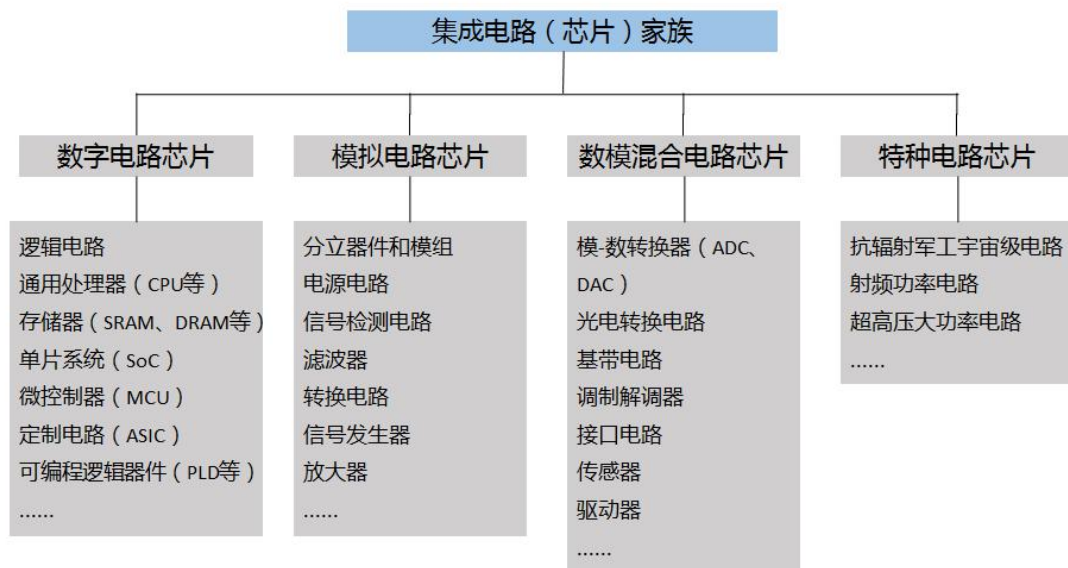 集成电路（芯片）家族
数字电路芯片
模拟电路芯片
数模混合电路芯片
特种电路芯片
逻辑电路
通用处理器（CPU等）
存储器（SRAM、DRAM等）
单片系统（SoC）
微控制器（MCU）
定制电路（ASIC）
可编程逻辑器件（PLD等）
......
分立器件和模组
电源电路
信号检测电路
滤波器
转换电路
信号发生器
放大器
......
模-数转换器（ADC、
DAC）
光电转换电路
基带电路
调制解调器
接口电路
传感器
驱动器
......
抗辐射军工宇宙级电路
射频功率电路
超高压大功率电路
......